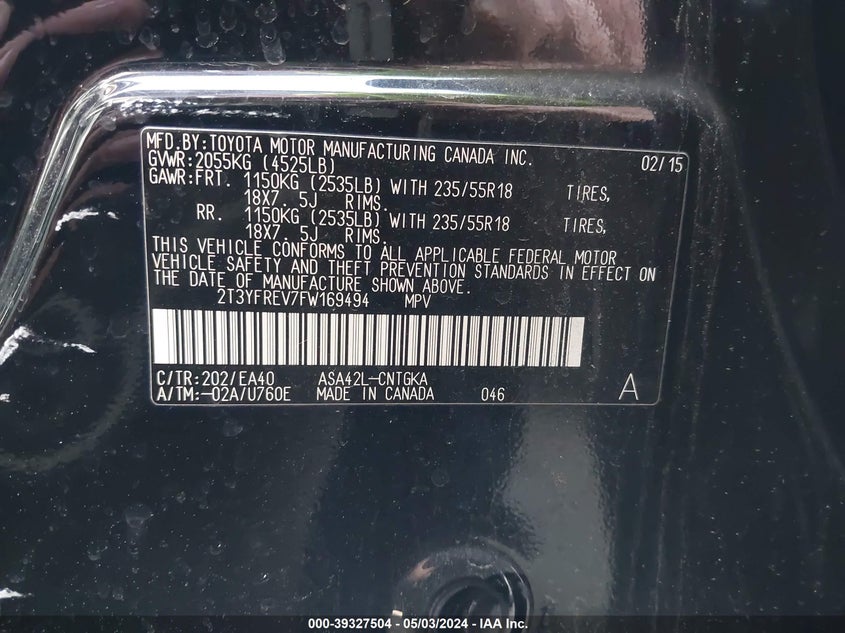 MFD.BY:TOYOTA MOTOR MANUFACTURING CANADA INC. 02/15
GVWR:2055KG (4525LB)
GAWR:FRT. 1150KG (2535LB) WITH 235/55R18 TIRES,
18X7. 5J RIMS.
RR. 1150KG (2535LB) WITH 235/55R18 TIRES,
18X7. 5J RIMS.
THIS VEHICLE CONFORMS TO ALL APPLICABLE FEDERAL MOTOR
VEHICLE SAFETY AND THEFT PREVENTION STANDARDS IN EFFECT ON
THE DATE OF MANUFACTURE SHOWN ABOVE.
2T3YFREV7FW169494 MPV
C/TR:202/EA40 ASA42L-CNTGKA
A/TM:-02A/U760E MADE IN CANADA 046 A
000-39327504 - 05/03/2024 - IAA Inc.